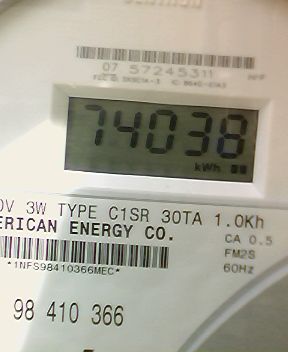 07 57245311
74038
kWh
0V 3W TYPE C1SR 30TA 1.0Kh
ERICAN ENERGY CO.
CA 0.5
FM2S
*1NFS98410366MEC*
60Hz
98 410 366